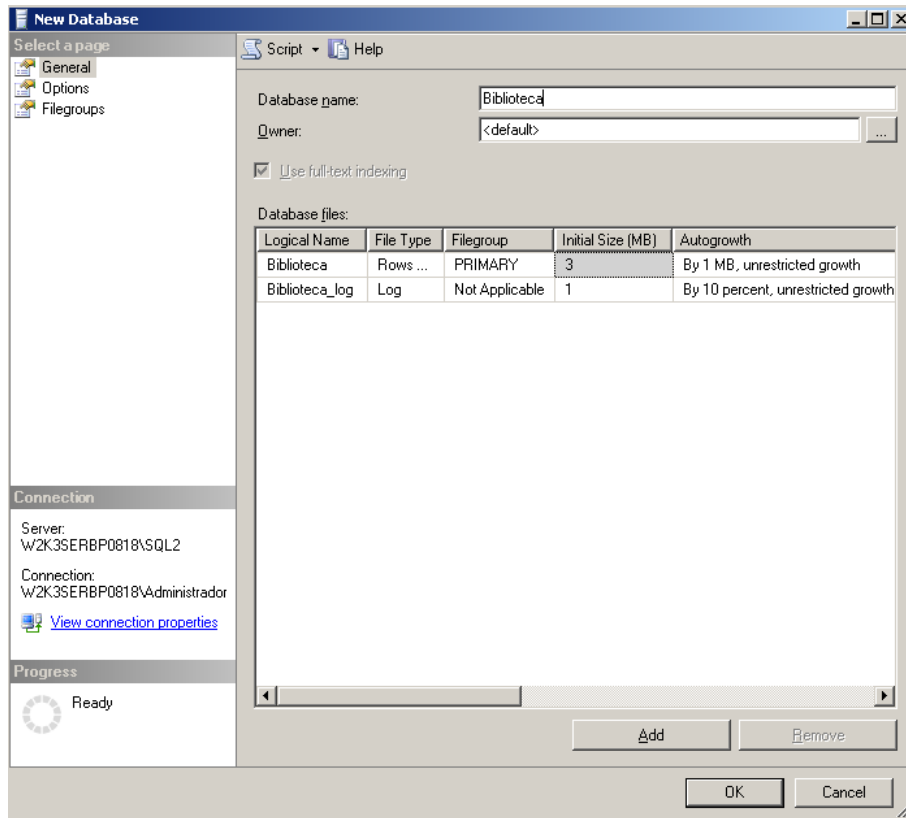 New Database
Select a page
General
Options
Filegroups
Script Help
Database name: Biblioteca
Owner: <default> ...
Use full-text indexing
Database files:
Logical Name File Type Filegroup Initial Size (MB) Autogrowth
Biblioteca Rows ... PRIMARY 3 By 1 MB, unrestricted growth
Biblioteca_log Log Not Applicable 1 By 10 percent, unrestricted growth
Connection
Server:
W2K3SERBP0818\SQL2
Connection:
W2K3SERBP0818\Administrador
View connection properties
Progress
Ready
Add Remove
OK Cancel